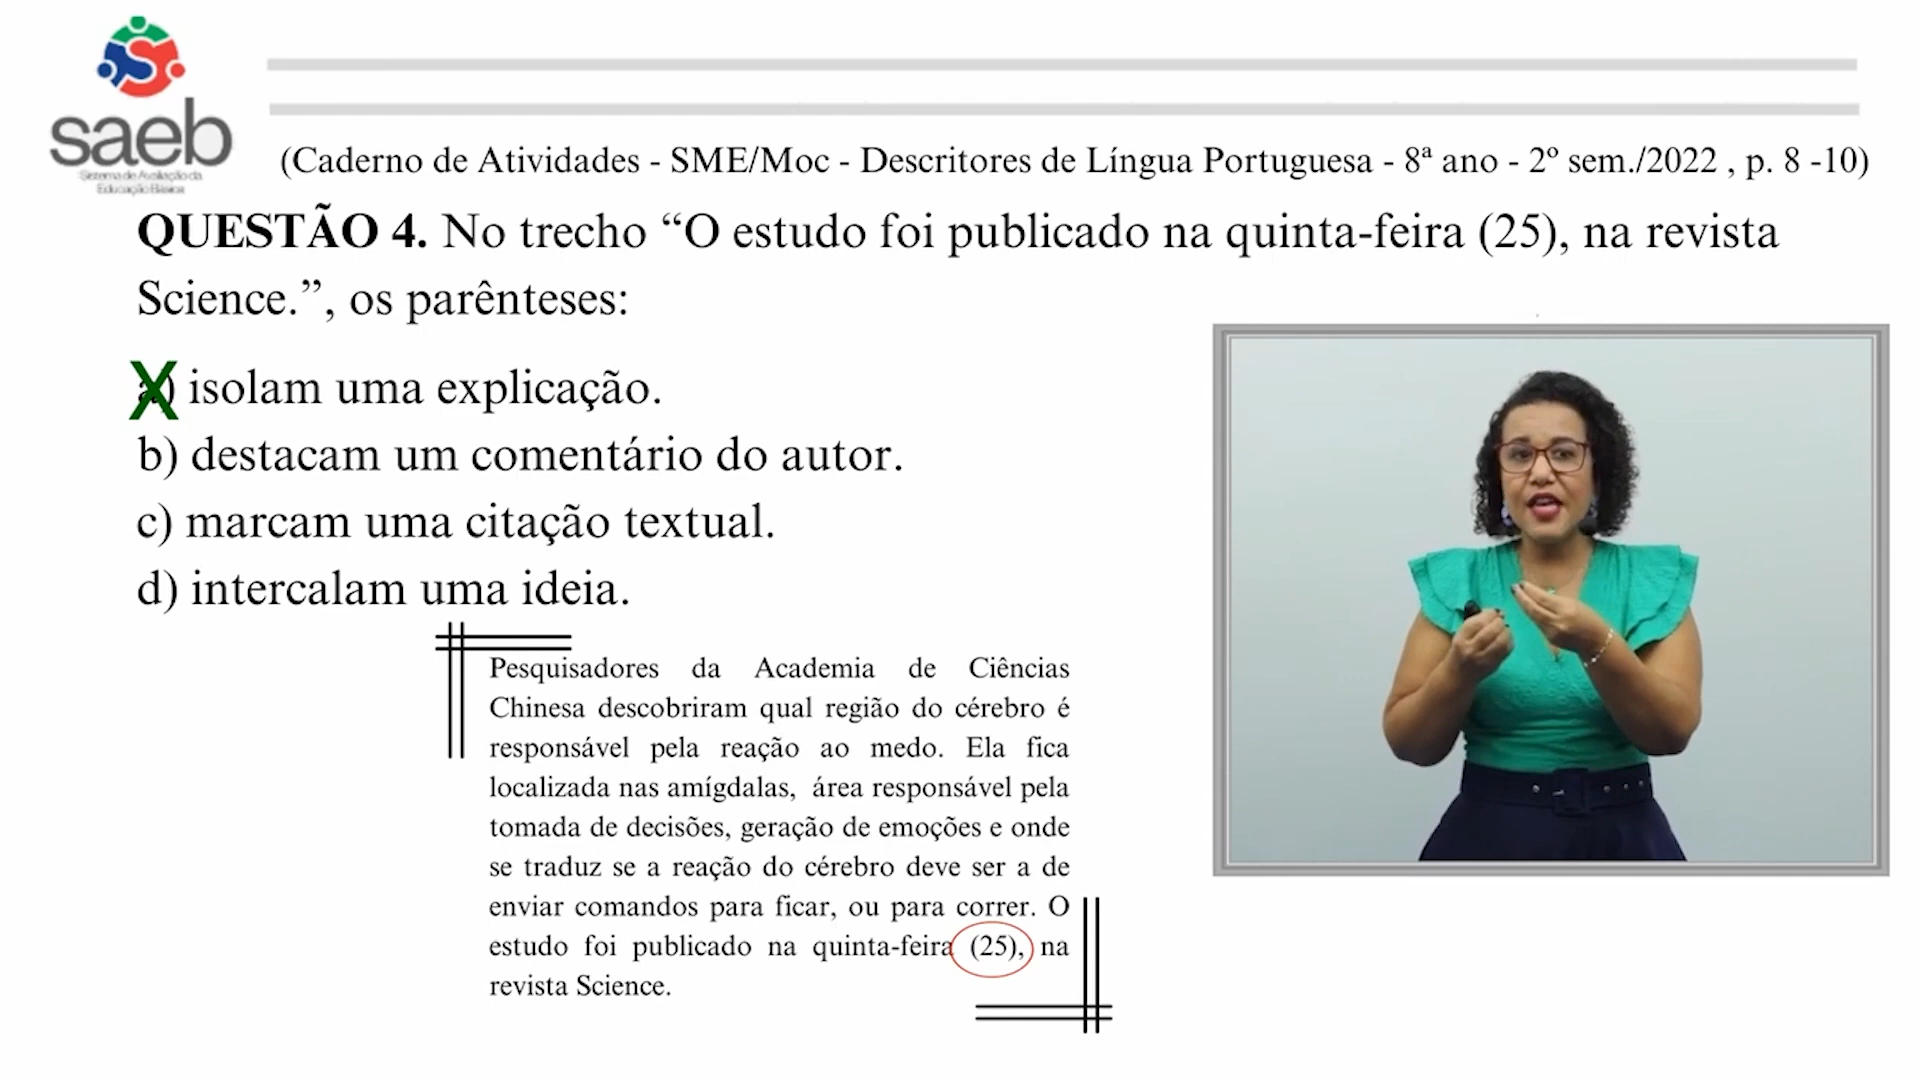 saeb
Sistema de Avaliação da
Educação Básica
(Caderno de Atividades - SME/Moc - Descritores de Língua Portuguesa - 8ª ano - 2º sem./2022 , p. 8 -10)
QUESTÃO 4. No trecho “O estudo foi publicado na quinta-feira (25), na revista
Science.”, os parênteses:
a) isolam uma explicação.
b) destacam um comentário do autor.
c) marcam uma citação textual.
d) intercalam uma ideia.
Pesquisadores da Academia de Ciências
Chinesa descobriram qual região do cérebro é
responsável pela reação ao medo. Ela fica
localizada nas amígdalas, área responsável pela
tomada de decisões, geração de emoções e onde
se traduz se a reação do cérebro deve ser a de
enviar comandos para ficar, ou para correr. O
estudo foi publicado na quinta-feira (25), na
revista Science.